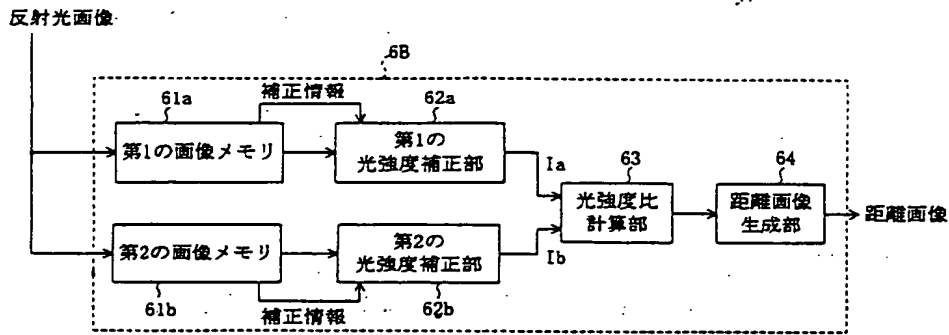 反射光画像
6B
61a
補正情報
62a
第1の画像メモリ
第1の
光強度補正部
Ia
63
64
光強度比
計算部
距離画像
生成部
距離画像
第2の画像メモリ
第2の
光強度補正部
Ib
61b
補正情報
62b